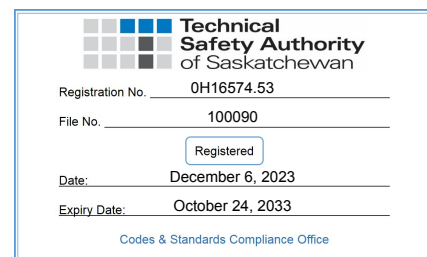 Technical
Safety Authority
of Saskatchewan
Registration No. 0H16574.53
File No. 100090
Registered
Date: December 6, 2023
Expiry Date: October 24, 2033
Codes & Standards Compliance Office